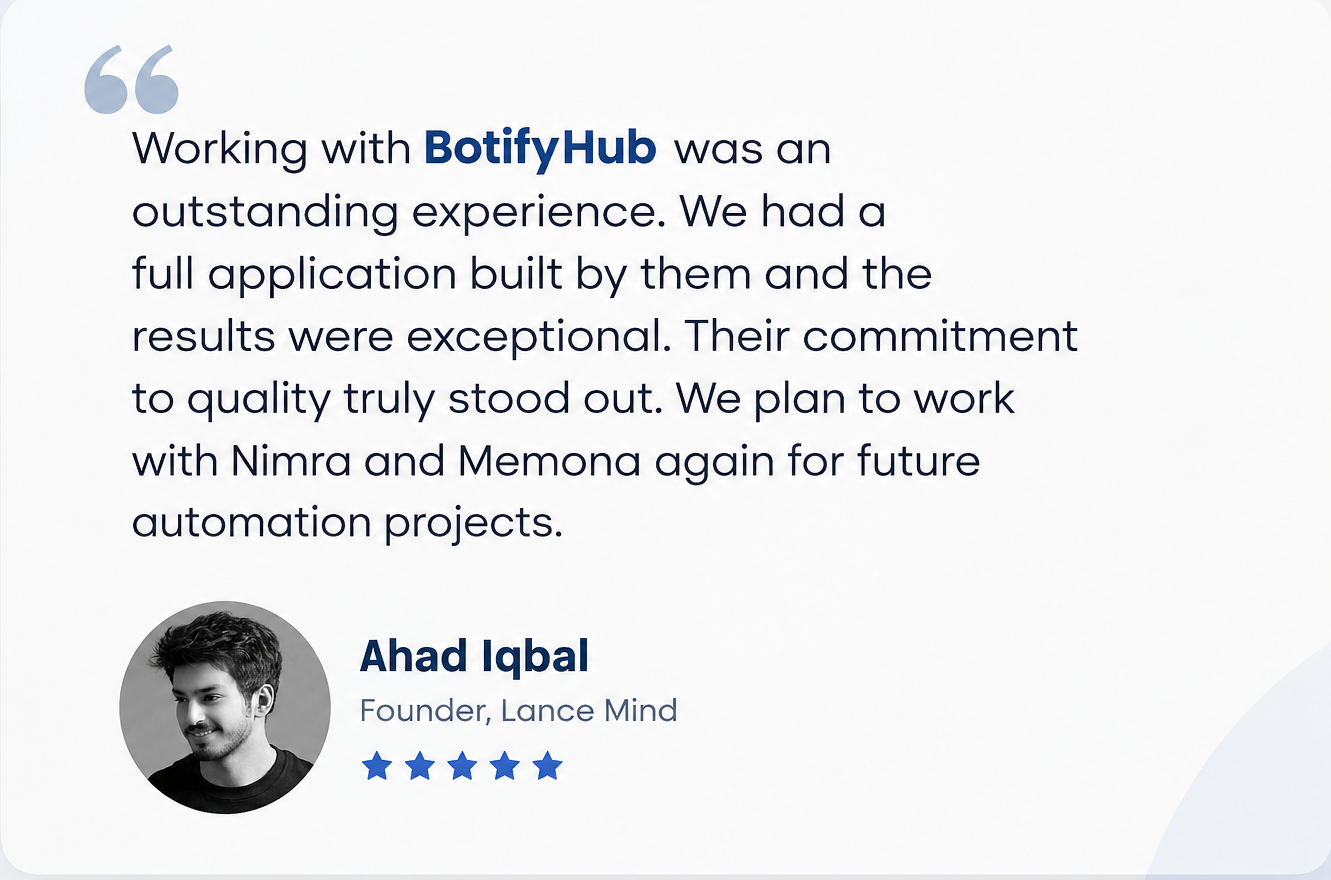 Working with BotifyHub was an
outstanding experience. We had a
full application built by them and the
results were exceptional. Their commitment
to quality truly stood out. We plan to work
with Nimra and Memona again for future
automation projects.
Ahad Iqbal
Founder, Lance Mind